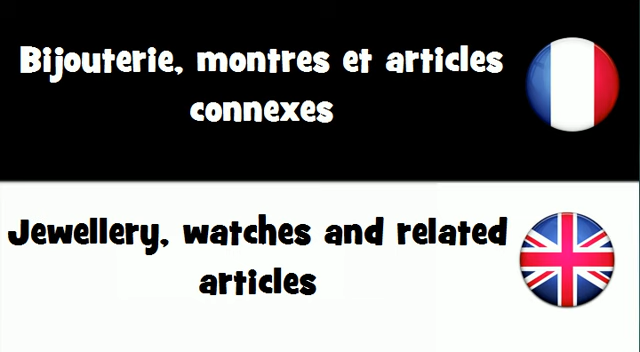 Bijouterie, montres et articles
connexes
Jewellery, watches and related
articles